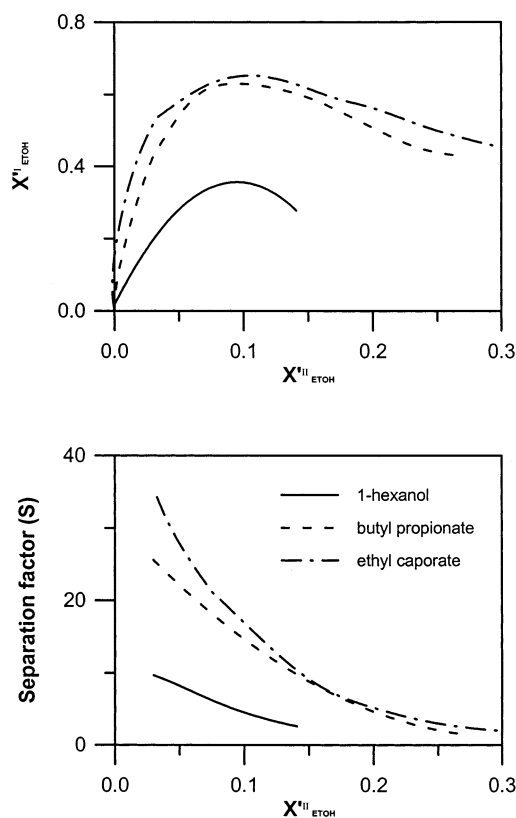 0.8
X'I ETOH
0.4
0.0
0.0 0.1 0.2 0.3
X'II ETOH
40
1-hexanol
butyl propionate
ethyl caporate
Separation factor (S)
20
0
0.0 0.1 0.2 0.3
X'II ETOH